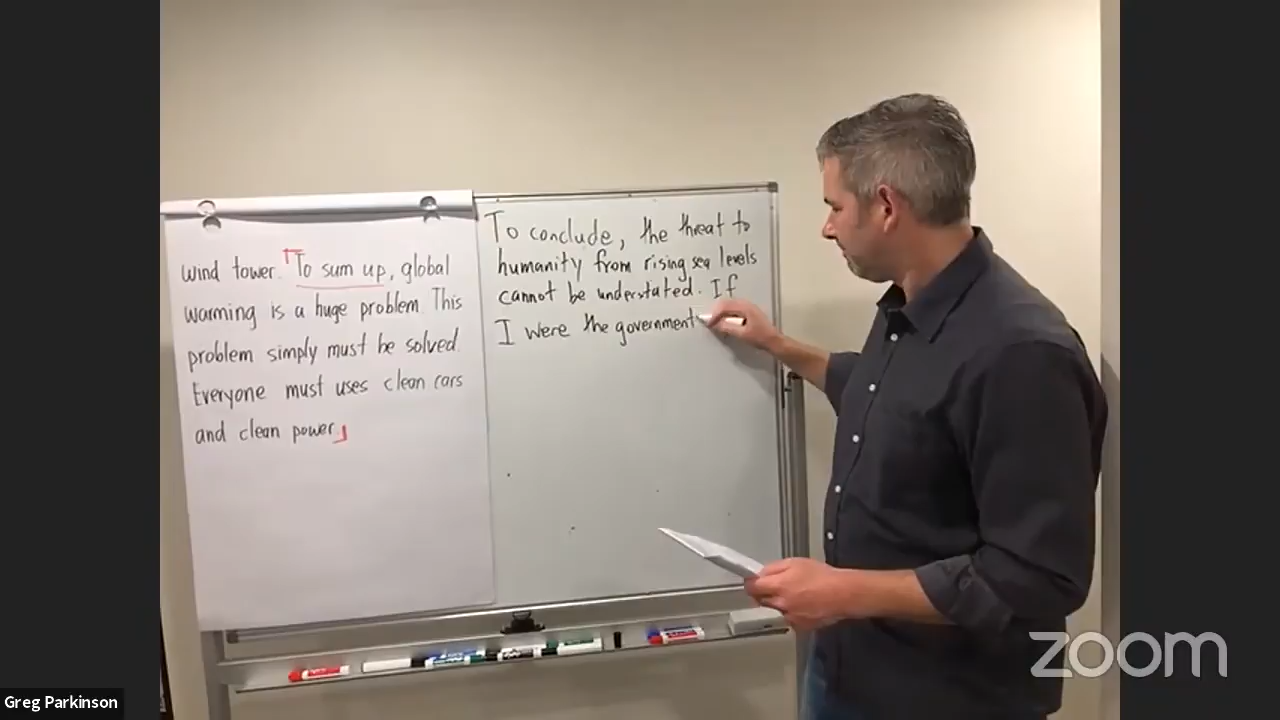 wind tower. To sum up, global
warming is a huge problem. This
problem simply must be solved.
Everyone must uses clean cars
and clean power.
To conclude, the threat to
humanity from rising sea levels
cannot be understated. If
I were the government
Greg Parkinson
zoom